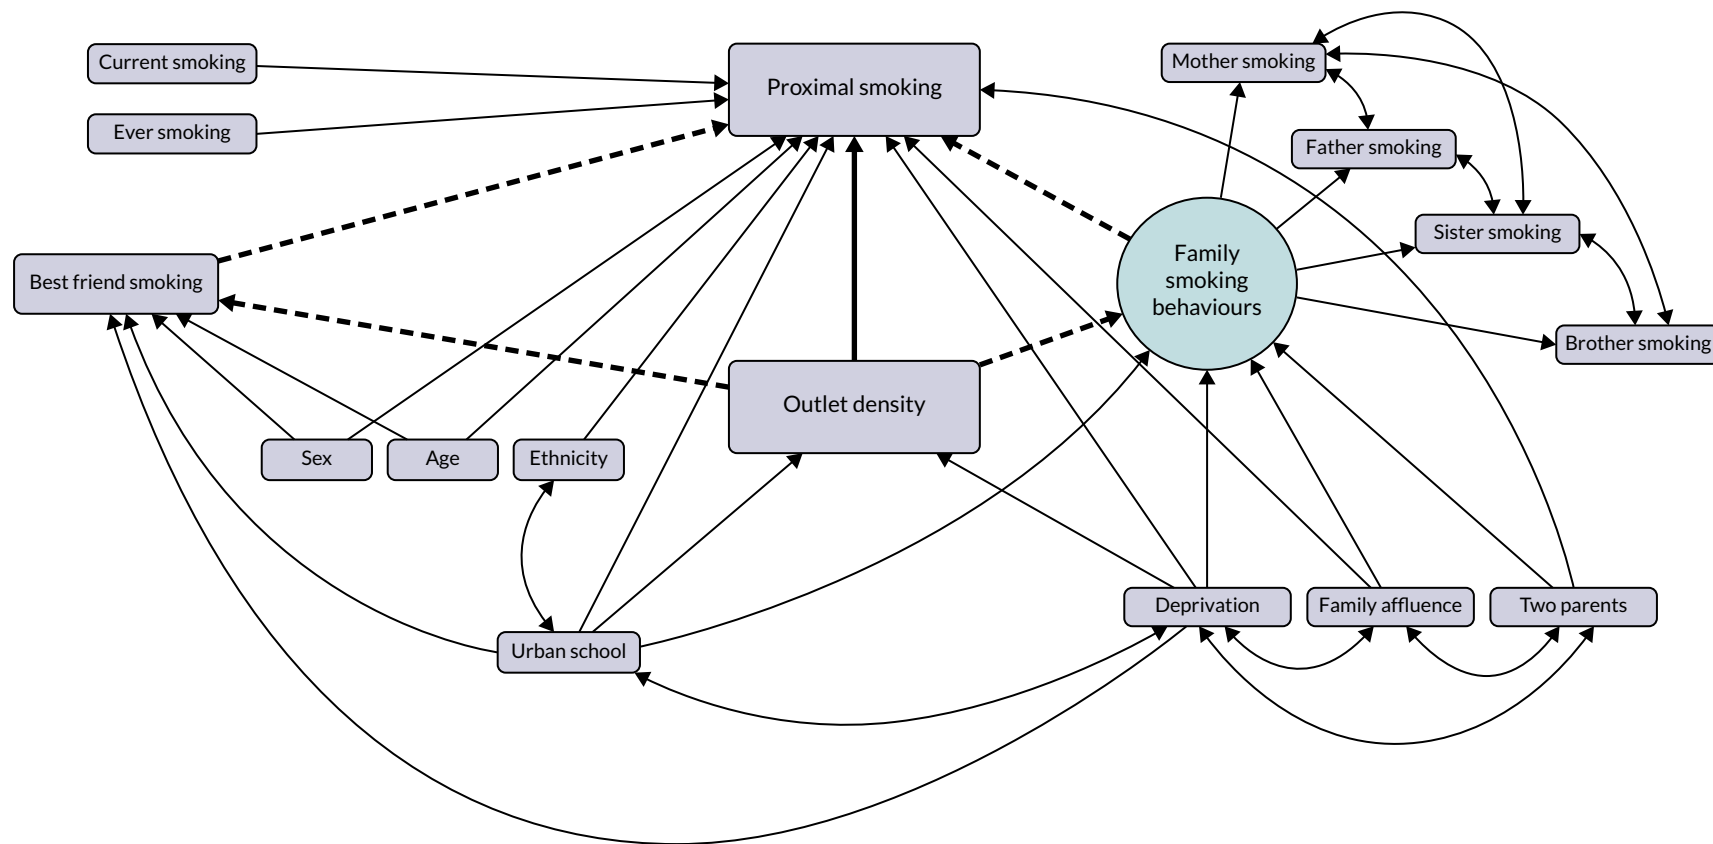 Current smoking
Proximal smoking
Mother smoking
Ever smoking
Father smoking
Sister smoking
Best friend smoking
Family
smoking
behaviours
Brother smoking
Outlet density
Sex
Age
Ethnicity
Deprivation
Family affluence
Two parents
Urban school